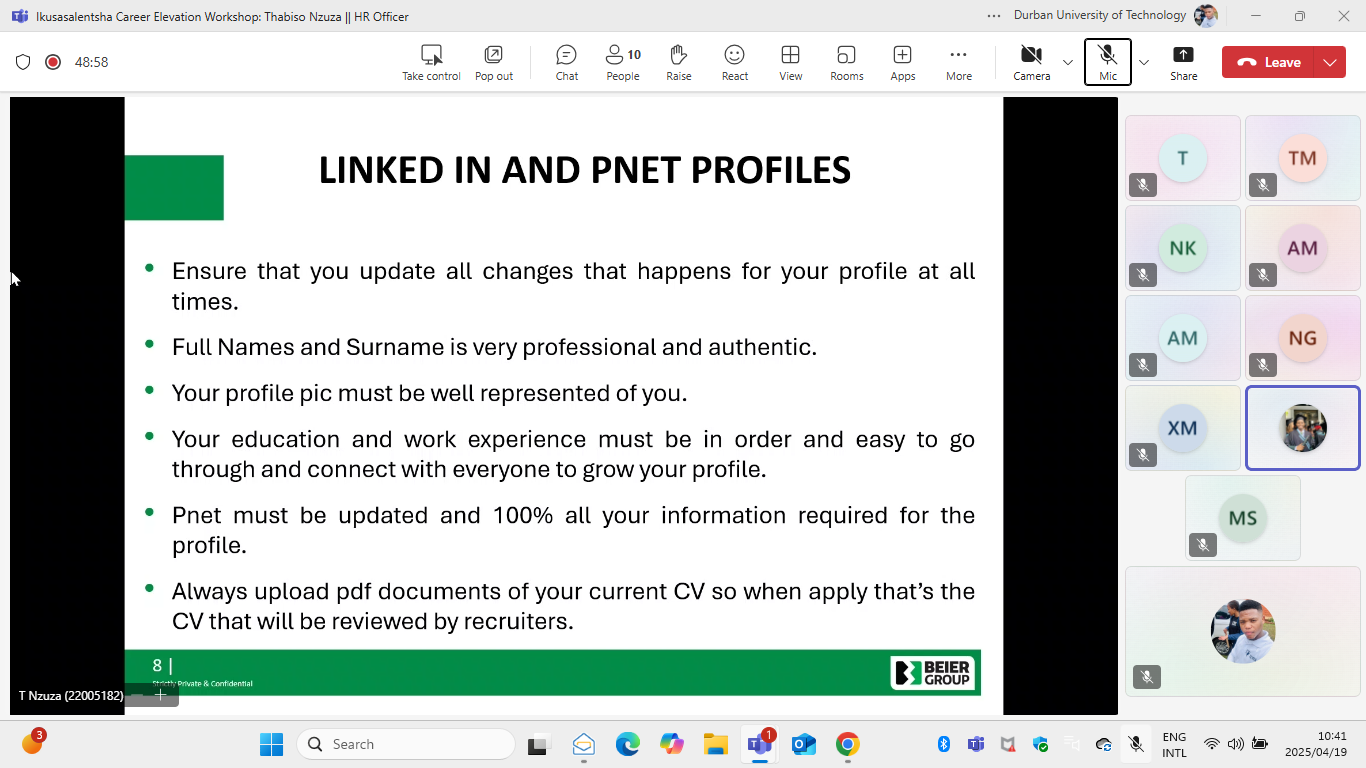 Ikusasalentsha Career Elevation Workshop: Thabiso Nzuza || HR Officer
Durban University of Technology
48:58
Take control
Pop out
Chat
10
People
Raise
React
View
Rooms
Apps
More
Camera
Mic
Share
Leave
LINKED IN AND PNET PROFILES
• Ensure that you update all changes that happens for your profile at all
times.
• Full Names and Surname is very professional and authentic.
• Your profile pic must be well represented of you.
• Your education and work experience must be in order and easy to go
through and connect with everyone to grow your profile.
• Pnet must be updated and 100% all your information required for the
profile.
• Always upload pdf documents of your current CV so when apply that’s the
CV that will be reviewed by recruiters.
8 |
Strictly Private & Confidential
BEIER
GROUP
T Nzuza (22005182)
T
TM
NK
AM
AM
NG
XM
MS
3
Search
1
ENG
INTL
10:41
2025/04/19